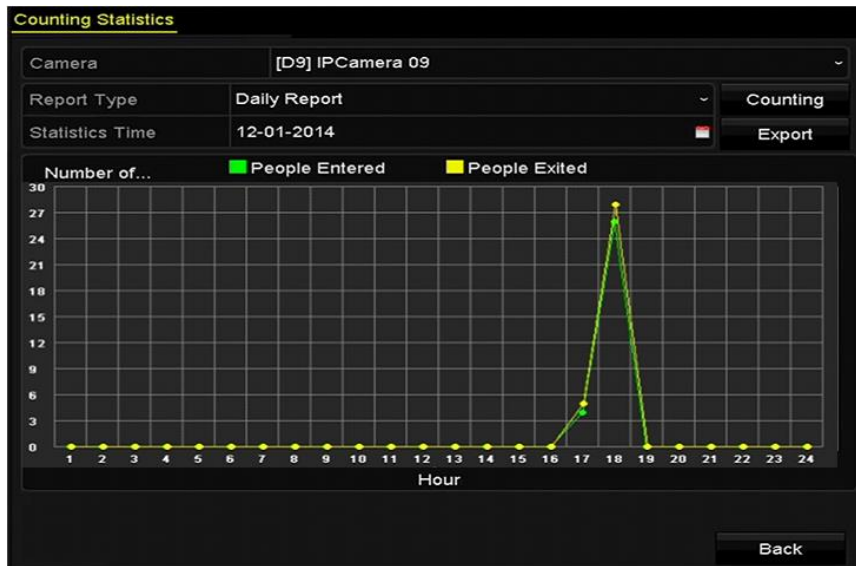 Counting Statistics
Camera [D9] IPCamera 09
Report Type Daily Report Counting
Statistics Time 12-01-2014 Export
Number of... People Entered People Exited
30
27
24
21
18
15
12
9
6
3
0
1 2 3 4 5 6 7 8 9 10 11 12 13 14 15 16 17 18 19 20 21 22 23 24
Hour
Back